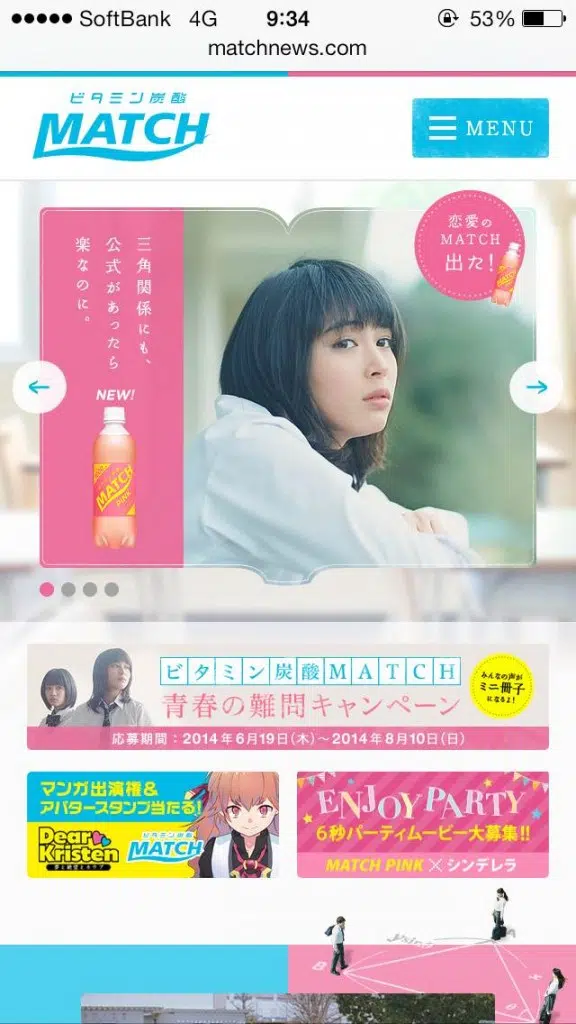 SoftBank 4G 9:34 53%
matchnews.com
ビタミン炭酸
MATCH
MENU
三角関係にも、
公式があったら
楽なのに。
NEW!
MATCH
PINK
恋愛の
MATCH
出た!
ビタミン炭酸MATCH
青春の難問キャンペーン
みんなの声が
ミニ冊子
になるよ!
応募期間:2014年6月19日(木)~2014年8月10日(日)
マンガ出演権&
アバタースタンプ当たる!
Dear
Kristen
ビタミン炭酸
MATCH
ENJOY PARTY
6秒パーティムービー大募集!!
MATCH PINK×シンデレラ